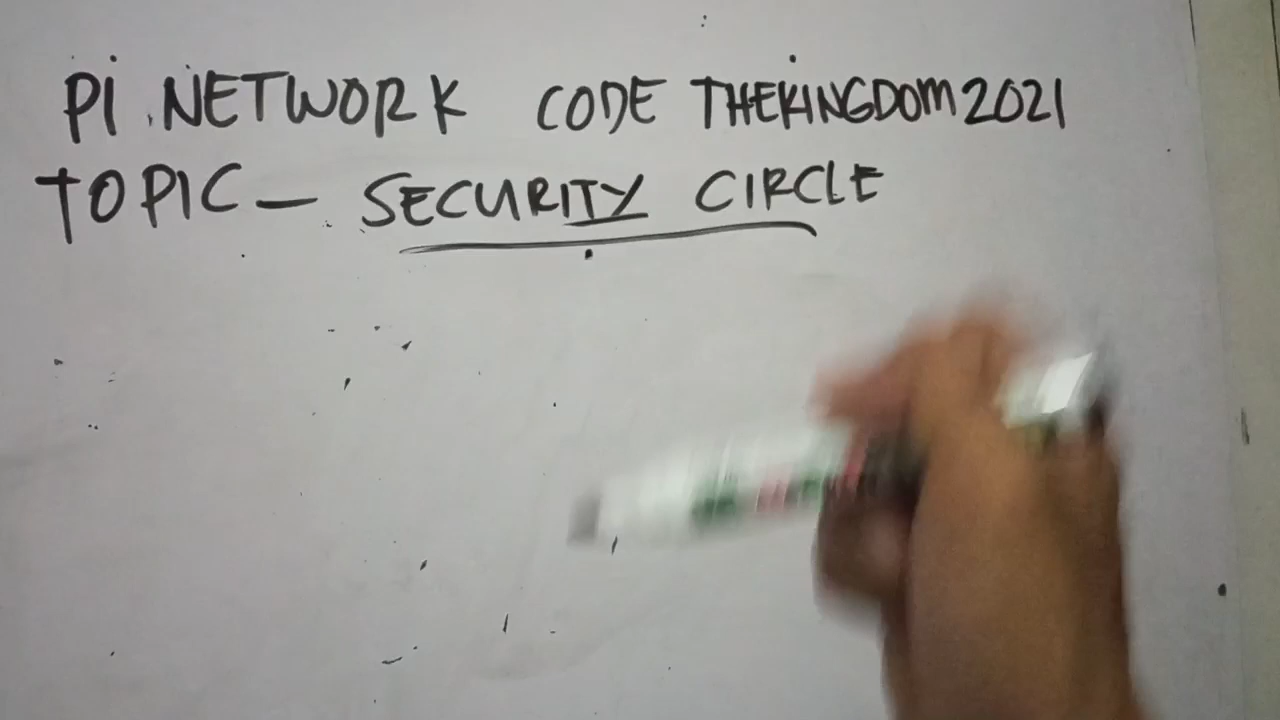 Pi NETWORK CODE THEKINGDOM2021
TOPIC — SECURITY CIRCLE